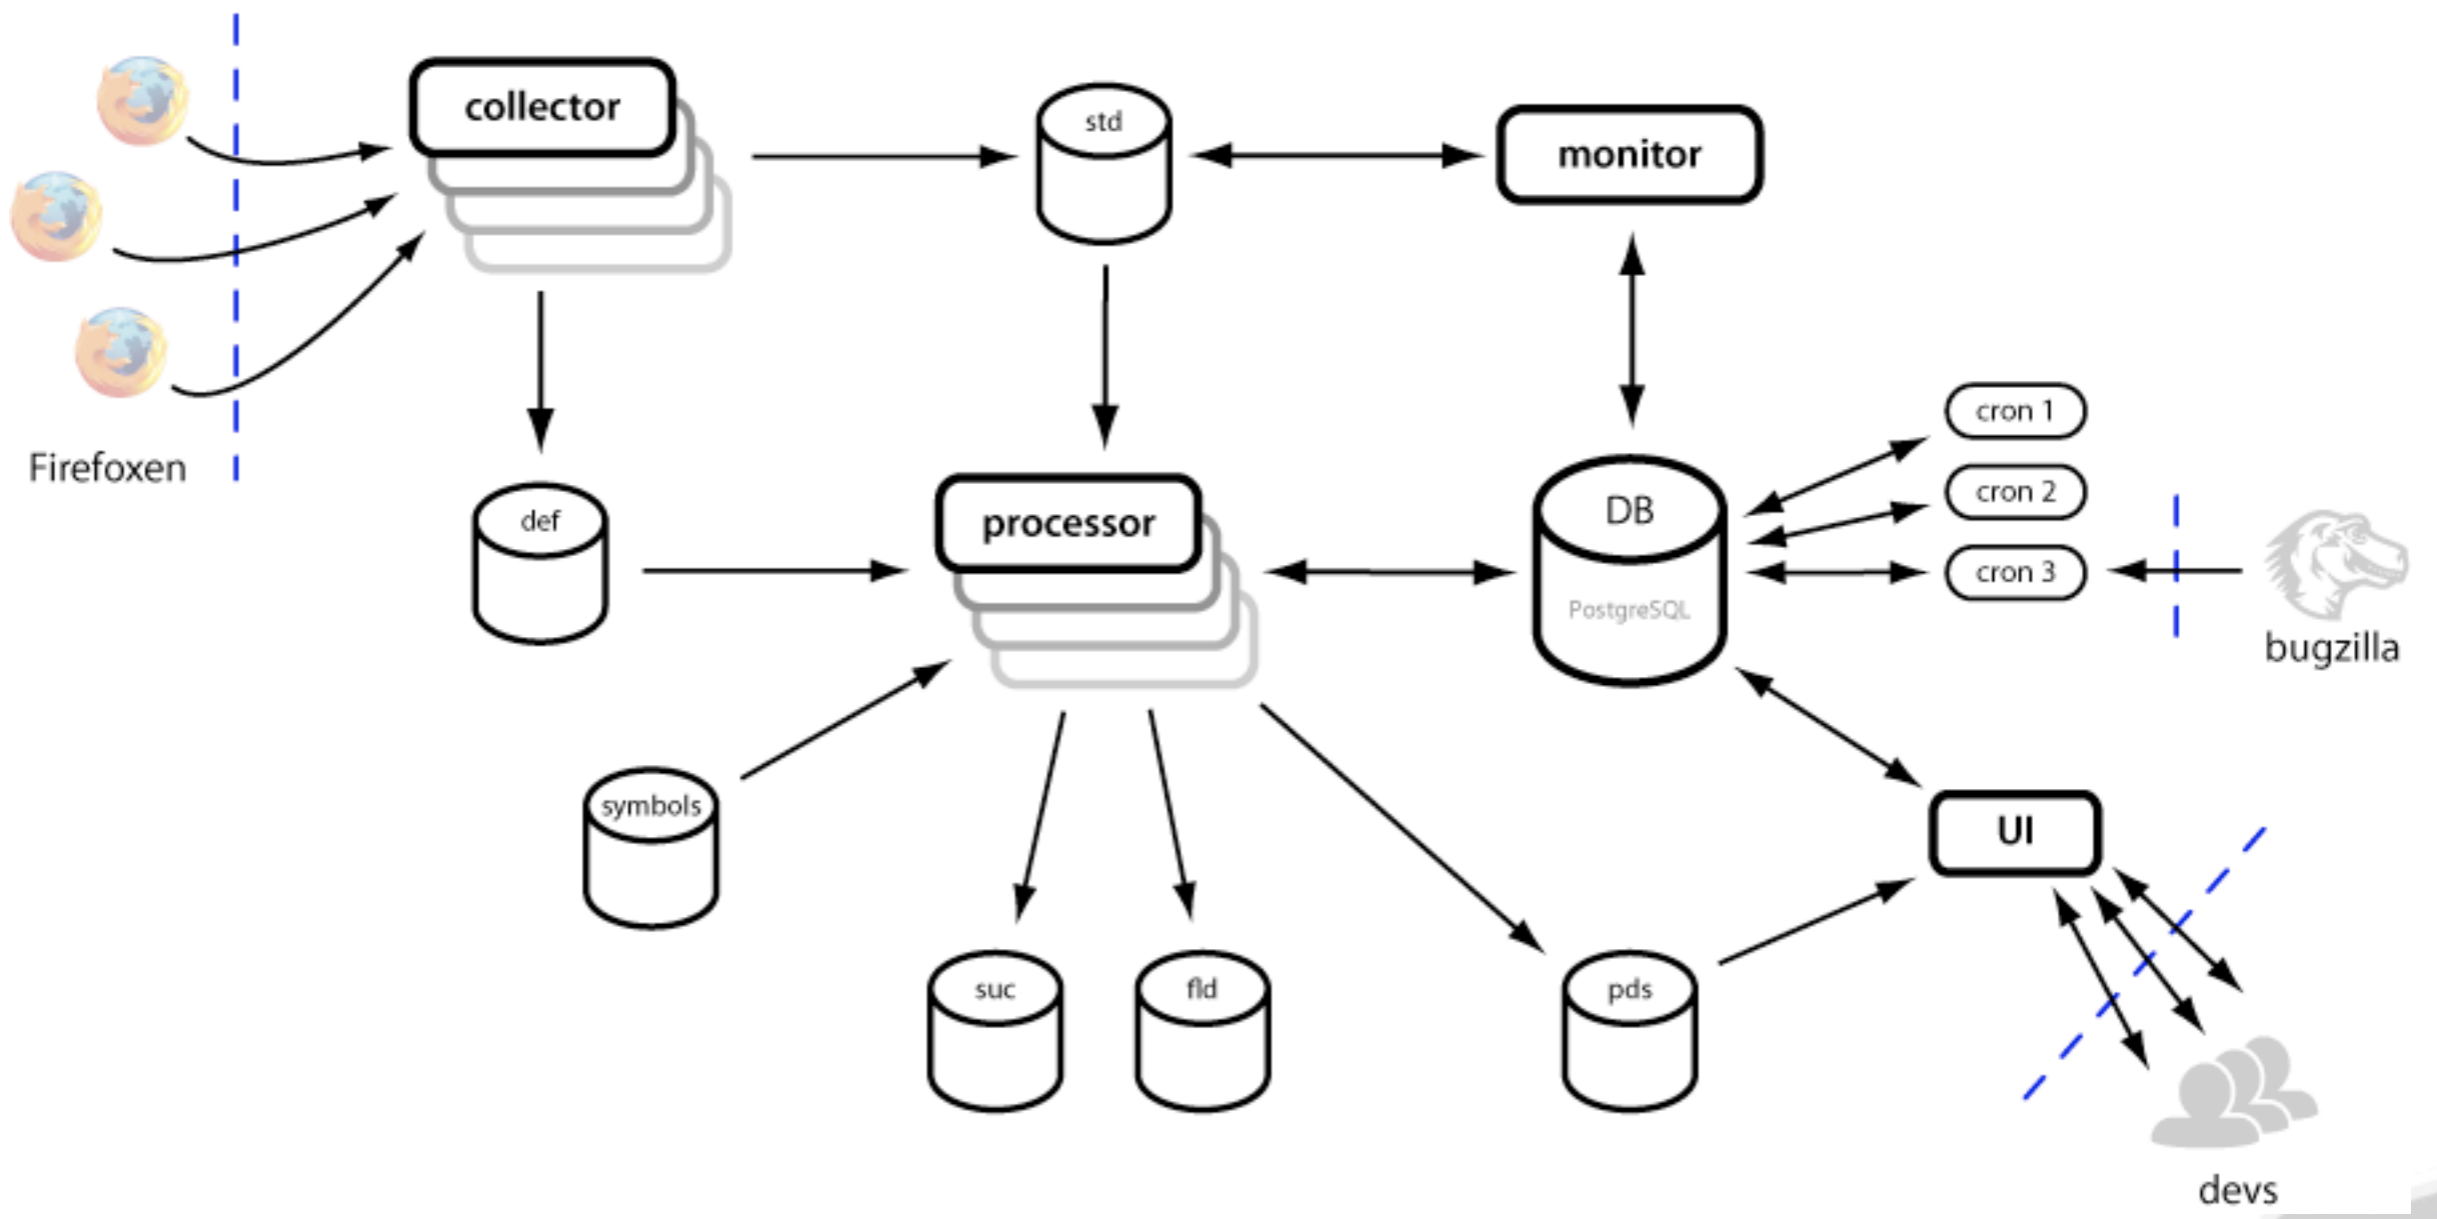 collector
std
monitor
Firefoxen
cron 1
cron 2
cron 3
def
processor
DB
PostgreSQL
bugzilla
symbols
UI
suc
fld
pds
devs